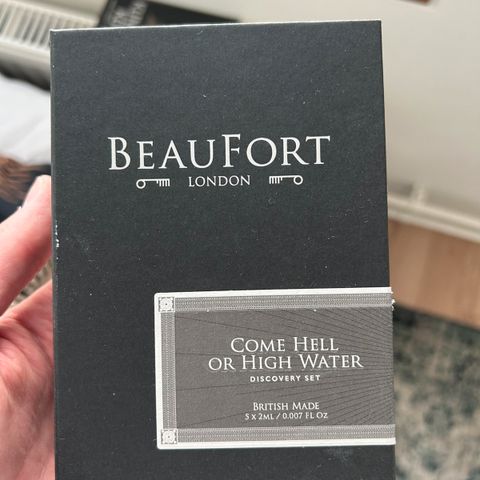 BEAUFORT
LONDON
COME HELL
OR HIGH WATER
DISCOVERY SET
BRITISH MADE
5 X 2ML / 0.007 FL OZ